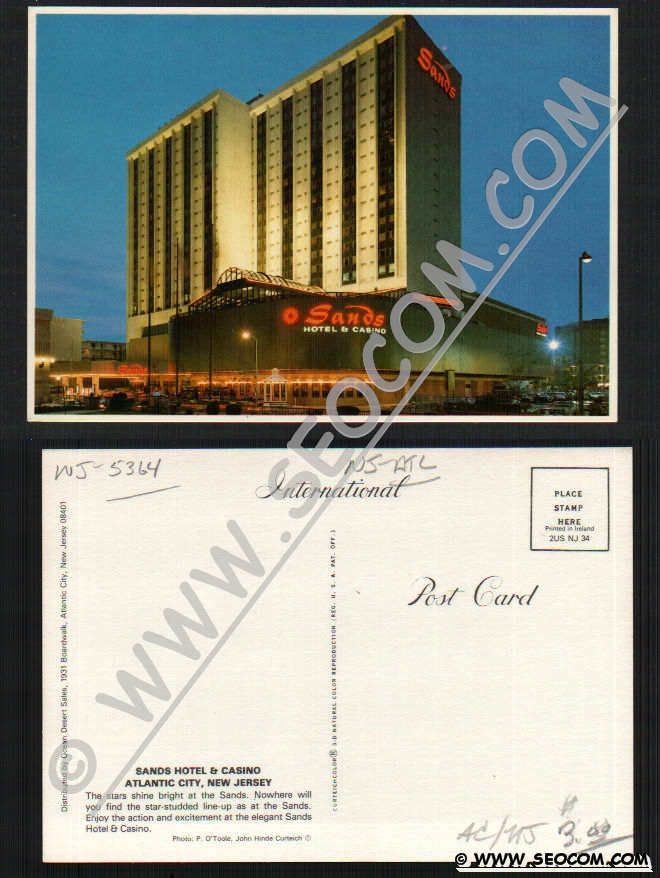 Sands
Sands
HOTEL & CASINO
Sands
© WWW.SEOCOM.COM
WJ-5364
NJ-ATL
International
PLACE
STAMP
HERE
Printed in Ireland
2US NJ 34
Post Card
Distributed by Ocean Desert Sales, 1931 Boardwalk, Atlantic City, New Jersey 08401
CURTEICHCOLOR® 3-D NATURAL COLOR REPRODUCTION (REG. U. S. A. PAT. OFF.)
SANDS HOTEL & CASINO
ATLANTIC CITY, NEW JERSEY
The stars shine bright at the Sands. Nowhere will
you find the star-studded line-up as at the Sands.
Enjoy the action and excitement at the elegant Sands
Hotel & Casino.
Photo: P. O'Toole, John Hinde Curteich ©
AC/NJ
3.00
© WWW.SEOCOM.COM